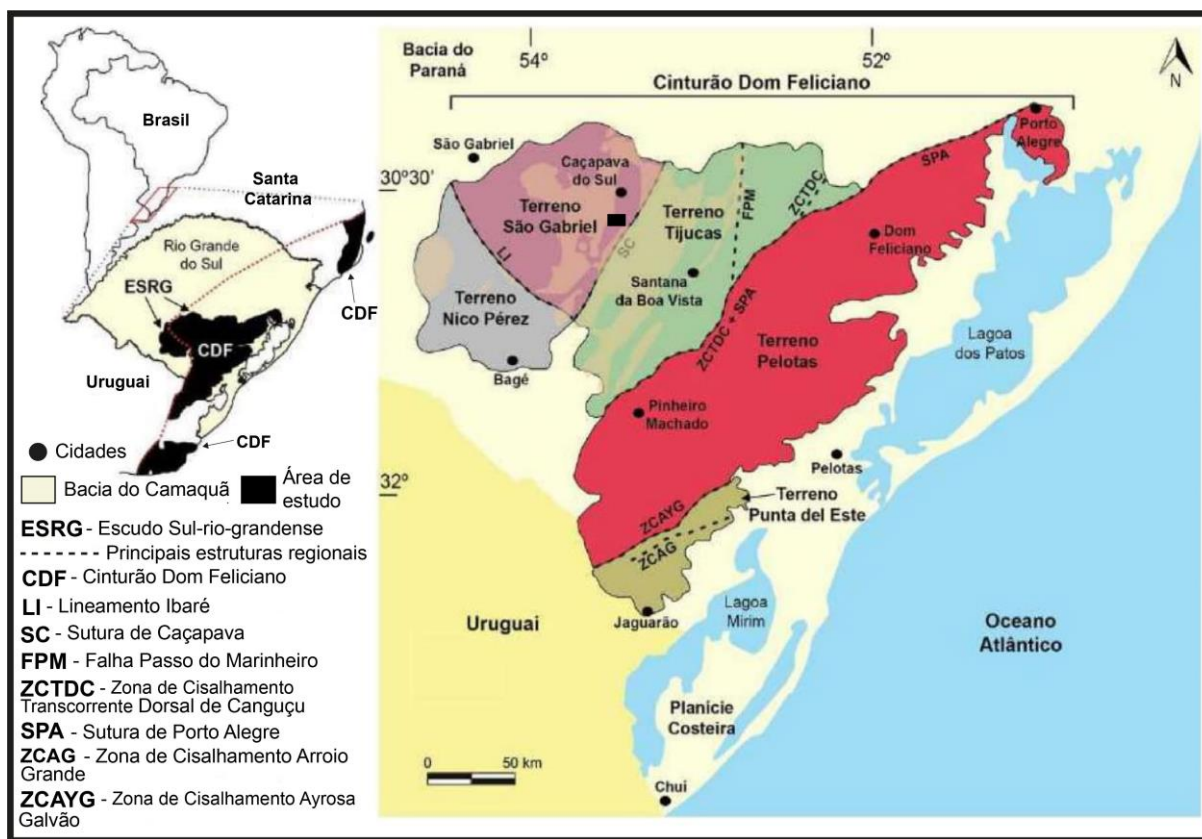 Brasil
Santa
Catarina
Rio Grande
do Sul
ESRG
CDF
CDF
Uruguai
CDF
Cidades
Bacia do Camaquã
Área de
estudo
ESRG - Escudo Sul-rio-grandense
Principais estruturas regionais
CDF - Cinturão Dom Feliciano
LI - Lineamento Ibaré
SC - Sutura de Caçapava
FPM - Falha Passo do Marinheiro
ZCTDC - Zona de Cisalhamento
Transcorrente Dorsal de Canguçu
SPA - Sutura de Porto Alegre
ZCAG - Zona de Cisalhamento Arroio
Grande
ZCAYG - Zona de Cisalhamento Ayrosa
Galvão
Bacia do
Paraná
54º
52º
Cinturão Dom Feliciano
N
30º30'
32º
São Gabriel
Caçapava
do Sul
Terreno
São Gabriel
LI
SC
Terreno
Nico Pérez
Bagé
Terreno
Tijucas
FPM
ZCTDC
SPA
Porto
Alegre
Santana
da Boa Vista
ZCTDC + SPA
Dom
Feliciano
Terreno
Pelotas
Lagoa
dos Patos
Pinheiro
Machado
Pelotas
Terreno
Punta del Este
ZCAYG
ZCAG
Jaguarão
Lagoa
Mirim
Uruguai
Oceano
Atlântico
Planície
Costeira
0 50 km
Chui